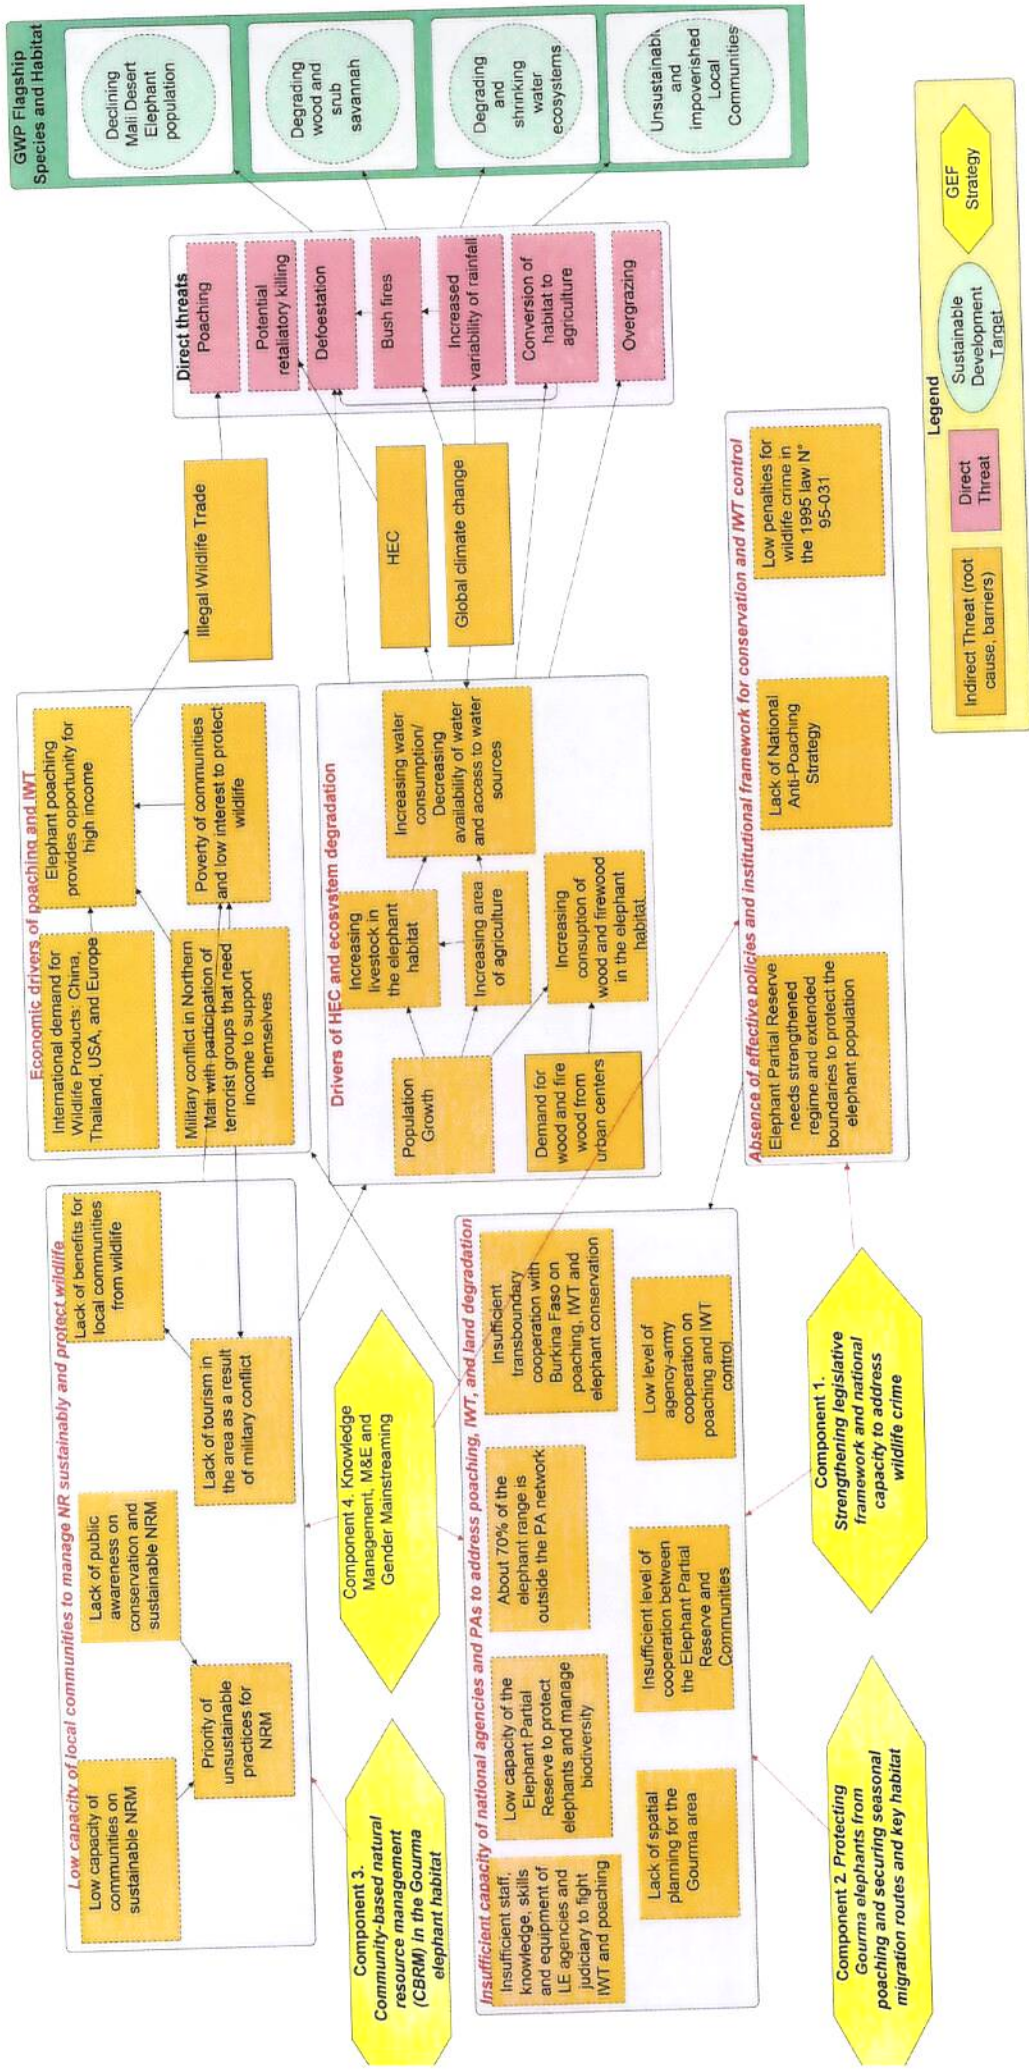 Low capacity of local communities to manage NR sustainably and protect wildlife
Low capacity of
communities on
sustainable NRM
Lack of public
awareness on
conservation and
sustainable NRM
Lack of benefits for
local communities
from wildlife
Priority of
unsustainable
practices for
NRM
Lack of tourism in
the area as a result
of military conflict
Component 3.
Community-based natural
resource management
(CBRM) in the Gourma
elephant habitat
Component 4. Knowledge
Management, M&E and
Gender Mainstreaming
Insufficient capacity of national agencies and PAs to address poaching, IWT, and land degradation
Insufficient staff,
knowledge, skills
and equipment of
LE agencies and
judiciary to fight
IWT and poaching
Low capacity of the
Elephant Partial
Reserve to protect
elephants and manage
biodiversity
About 70% of the
elephant range is
outside the PA network
Insufficient
transboundary
cooperation with
Burkina Faso on
poaching, IWT and
elephant conservation
Lack of spatial
planning for the
Gourma area
Insufficient level of
cooperation between
the Elephant Partial
Reserve and
Communities
Low level of
agency-army
cooperation on
poaching and IWT
control
Component 2. Protecting
Gourma elephants from
poaching and securing seasonal
migration routes and key habitat
Component 1.
Strengthening legislative
framework and national
capacity to address
wildlife crime
Economic drivers of poaching and IWT
International demand for
Wildlife Products: China,
Thailand, USA, and Europe
Elephant poaching
provides opportunity for
high income
Military conflict in Northern
Mali with participation of
terrorist groups that need
income to support
themselves
Poverty of communities
and low interest to protect
wildlife
Drivers of HEC and ecosystem degradation
Population
Growth
Increasing
livestock in
the elephant
habitat
Increasing water
consumption/
Decreasing
availability of water
and access to water
sources
Increasing area
of agriculture
Demand for
wood and fire
wood from
urban centers
Increasing
consuption of
wood and firewood
in the elephant
habitat
Absence of effective policies and institutional framework for conservation and IWT control
Elephant Partial Reserve
needs strengthened
regime and extended
boundaries to protect the
elephant population
Lack of National
Anti-Poaching
Strategy
Low penalties for
wildlife crime in
the 1995 law N°
95-031
Illegal Wildlife Trade
HEC
Global climate change
Direct threats
Poaching
Potential
retaliatory killing
Defoestation
Bush fires
Increased
variability of rainfall
Conversion of
habitat to
agriculture
Overgrazing
GWP Flagship
Species and Habitat
Declining
Mali Desert
Elephant
population
Degrading
wood and
srub
savannah
Degrading
and
shrinking
water
ecosystems
Unsustainable
and
impoverished
Local
Communities
Legend
Indirect Threat (root
cause, barriers)
Direct
Threat
Sustainable
Development
Target
GEF
Strategy